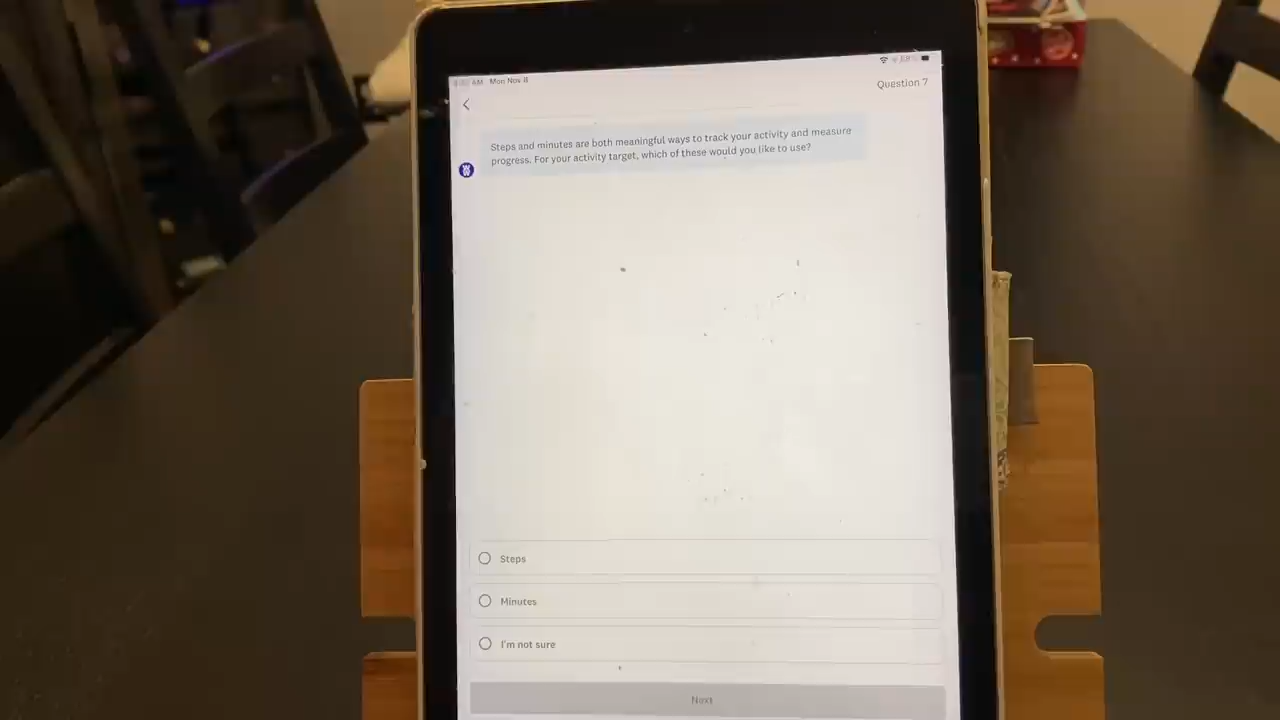 AM Mon Nov 8
Question 7
Steps and minutes are both meaningful ways to track your activity and measure
progress. For your activity target, which of these would you like to use?
Steps
Minutes
I'm not sure
Next